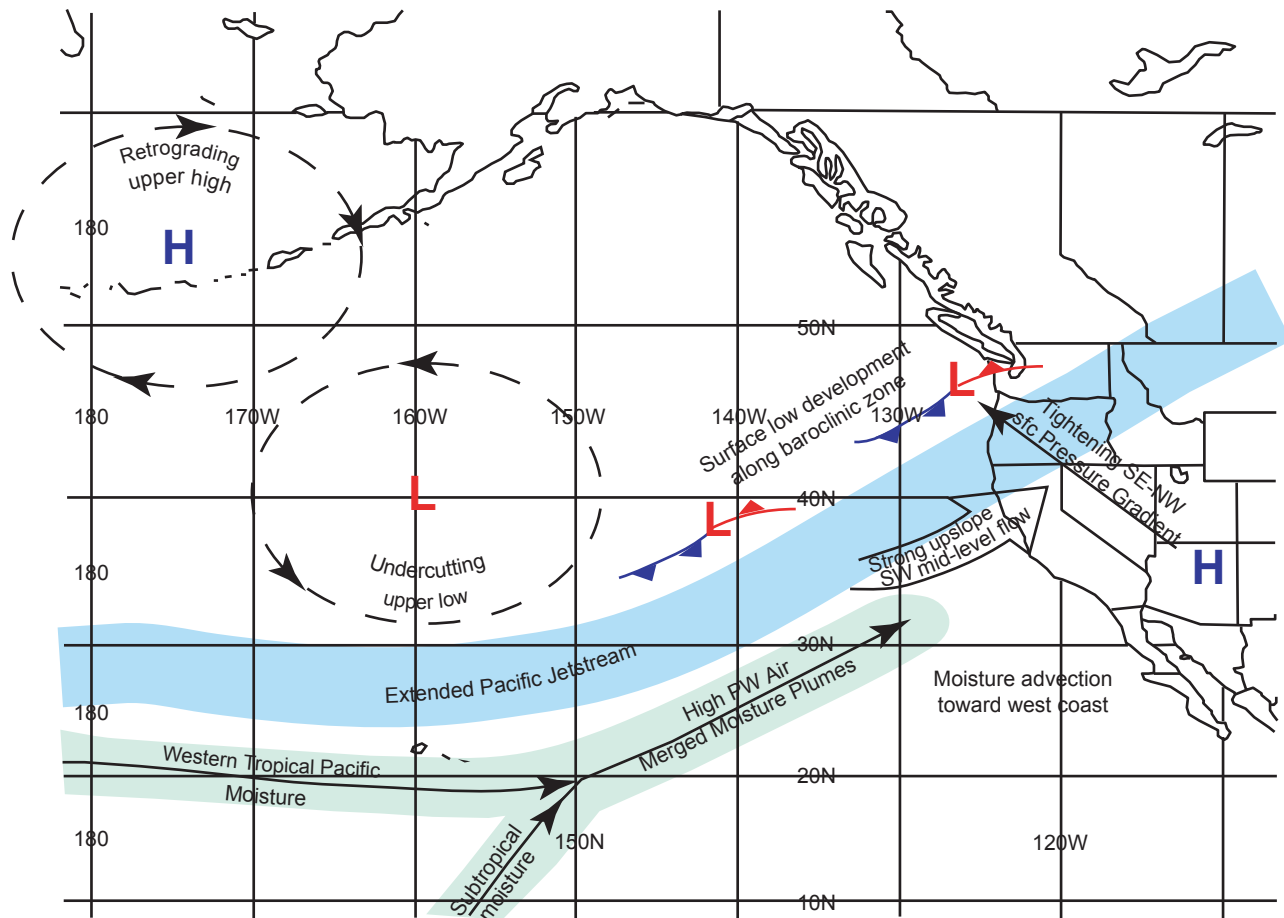 Retrograding
upper high
180
H
50N
180
170W
160W
150W
140W
130W
L
Surface low development
along baroclinic zone
Tightening SE-NW
sfc Pressure Gradient
L
40N
L
Strong upslope
SW mid-level flow
H
180
Undercutting
upper low
30N
Extended Pacific Jetstream
180
High PW Air
Merged Moisture Plumes
Moisture advection
toward west coast
Western Tropical Pacific
Moisture
20N
180
150N
120W
Subtropical
moisture
10N